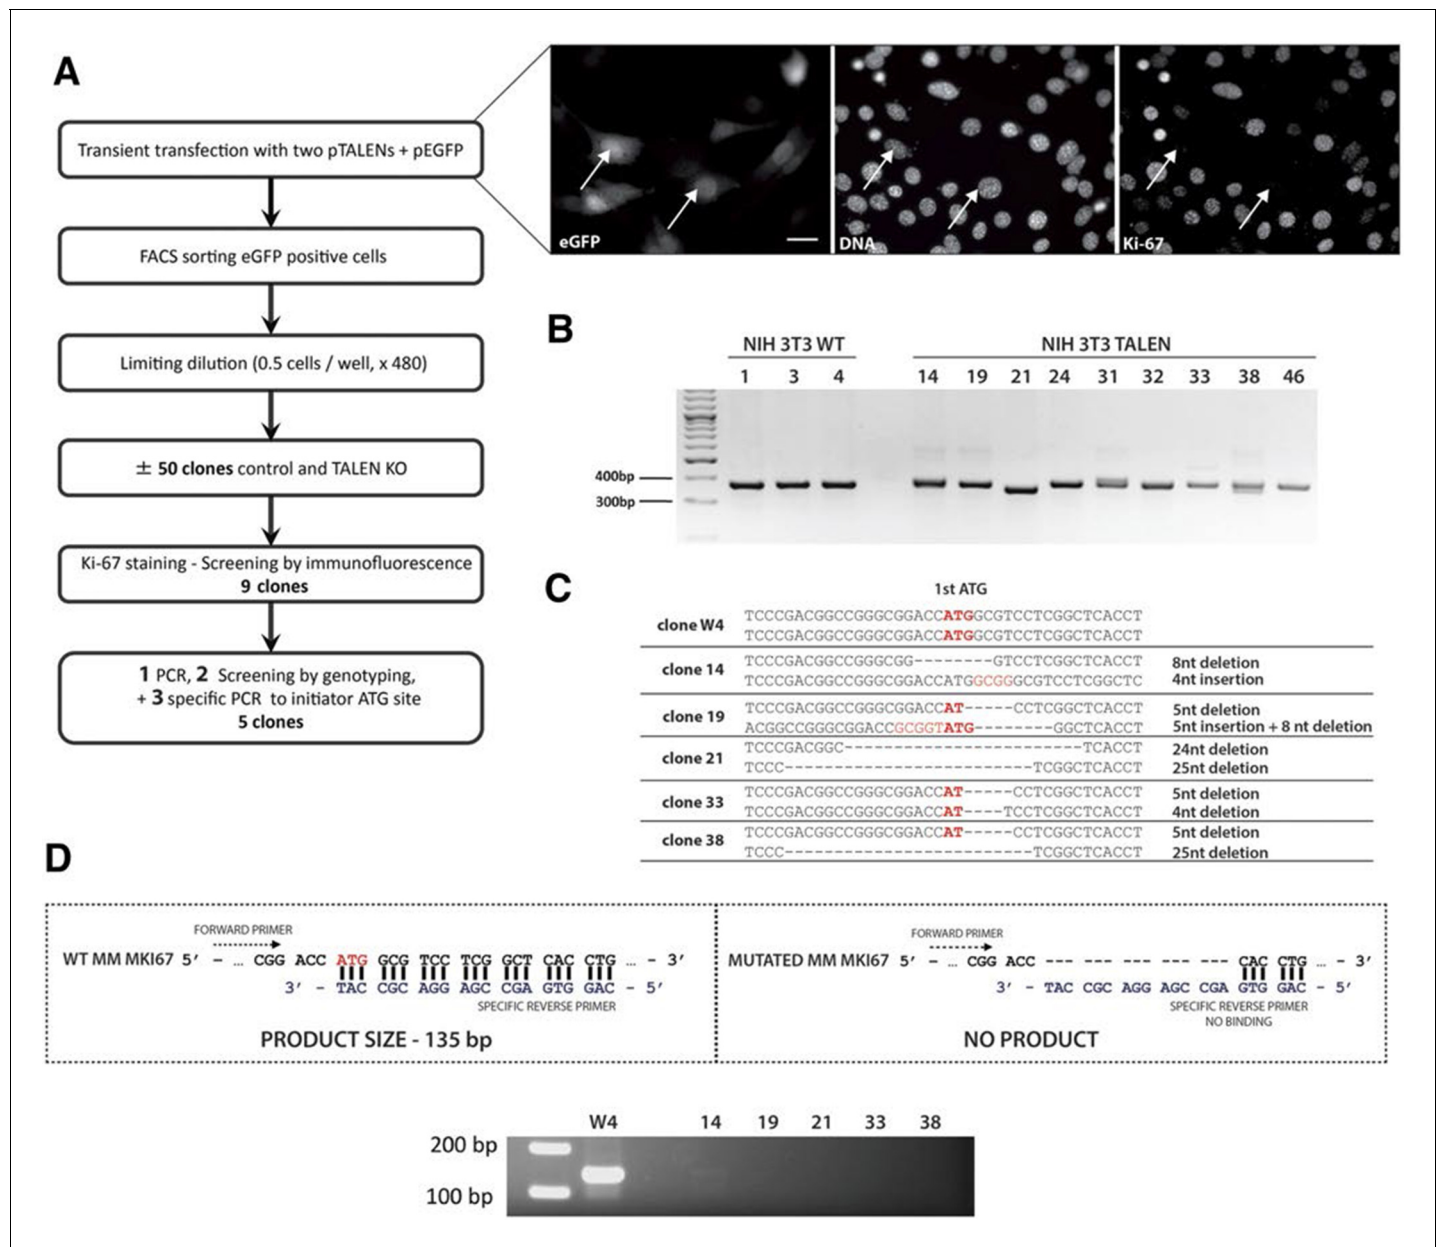 A
Transient transfection with two pTALENs + pEGFP
FACS sorting eGFP positive cells
Limiting dilution (0.5 cells / well, x 480)
± 50 clones control and TALEN KO
Ki-67 staining - Screening by immunofluorescence
9 clones
1 PCR, 2 Screening by genotyping,
+ 3 specific PCR to initiator ATG site
5 clones
eGFP
DNA
Ki-67
B
NIH 3T3 WT
NIH 3T3 TALEN
1 3 4 14 19 21 24 31 32 33 38 46
400bp
300bp
C
1st ATG
clone W4
TCCCGACGGCCGGGCGGACCATGGCGTCCTCGGCTCACCT
TCCCGACGGCCGGGCGGACCATGGCGTCCTCGGCTCACCT
clone 14
TCCCGACGGCCGGGCGG--------GTCCTCGGCTCACCT 8nt deletion
TCCCGACGGCCGGGCGGACCATGGCGGGCGTCCTCGGCTC 4nt insertion
clone 19
TCCCGACGGCCGGGCGGACCAT-----CCTCGGCTCACCT 5nt deletion
ACGGCCGGGCGGACCGCGGTATG--------GGCTCACCT 5nt insertion + 8 nt deletion
clone 21
TCCCGACGGC------------------------TCACCT 24nt deletion
TCCC-------------------------TCGGCTCACCT 25nt deletion
clone 33
TCCCGACGGCCGGGCGGACCAT-----CCTCGGCTCACCT 5nt deletion
TCCCGACGGCCGGGCGGACCAT----TCCTCGGCTCACCT 4nt deletion
clone 38
TCCCGACGGCCGGGCGGACCAT-----CCTCGGCTCACCT 5nt deletion
TCCC-------------------------TCGGCTCACCT 25nt deletion
D
FORWARD PRIMER
WT MM MKI67 5' - ... CGG ACC ATG GCG TCC TCG GCT CAC CTG ... - 3'
3' - TAC CGC AGG AGC CGA GTG GAC - 5'
SPECIFIC REVERSE PRIMER
PRODUCT SIZE - 135 bp
FORWARD PRIMER
MUTATED MM MKI67 5' - ... CGG ACC --- --- --- --- --- CAC CTG ... - 3'
3' - TAC CGC AGG AGC CGA GTG GAC - 5'
SPECIFIC REVERSE PRIMER
NO BINDING
NO PRODUCT
W4 14 19 21 33 38
200 bp
100 bp